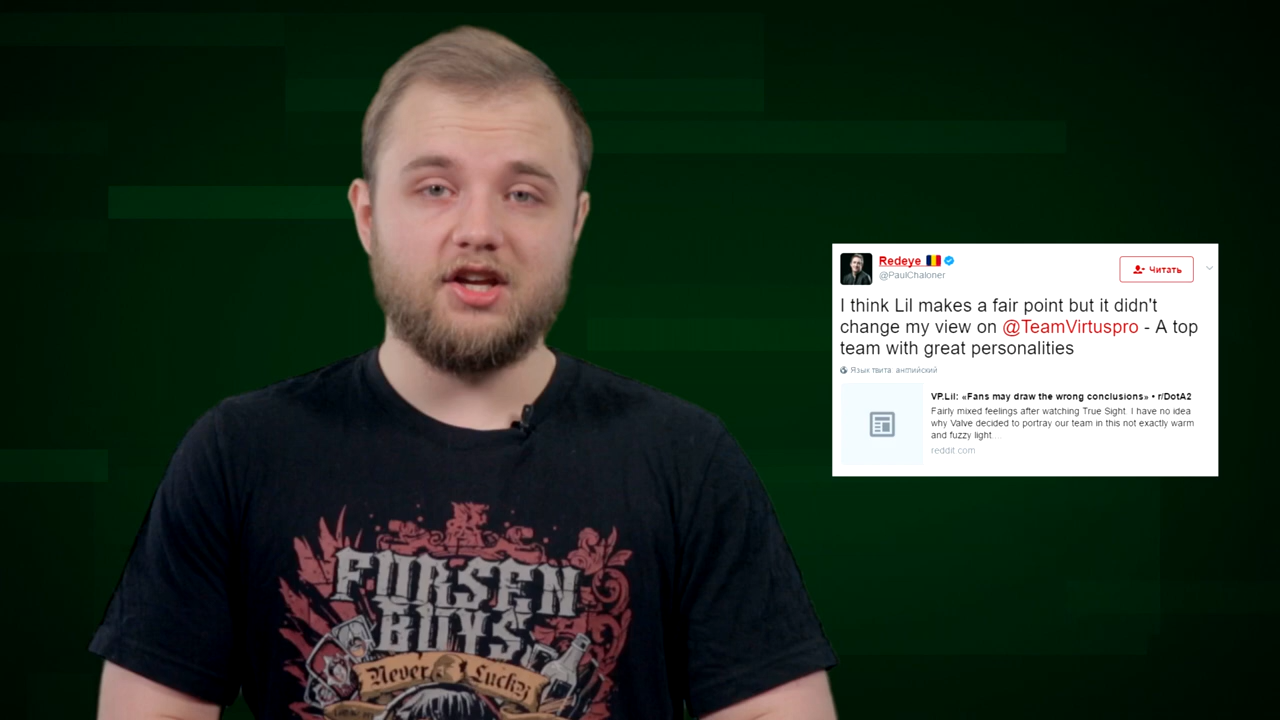 Redeye
@PaulChaloner
Читать
I think Lil makes a fair point but it didn't
change my view on @TeamVirtuspro - A top
team with great personalities
Язык твита: английский
VP.Lil: «Fans may draw the wrong conclusions» • r/DotA2
Fairly mixed feelings after watching True Sight I have no idea
why Valve decided to portray our team in this not exactly warm
and fuzzy light....
reddit com
FURSEN
BUYS
Never Lucky